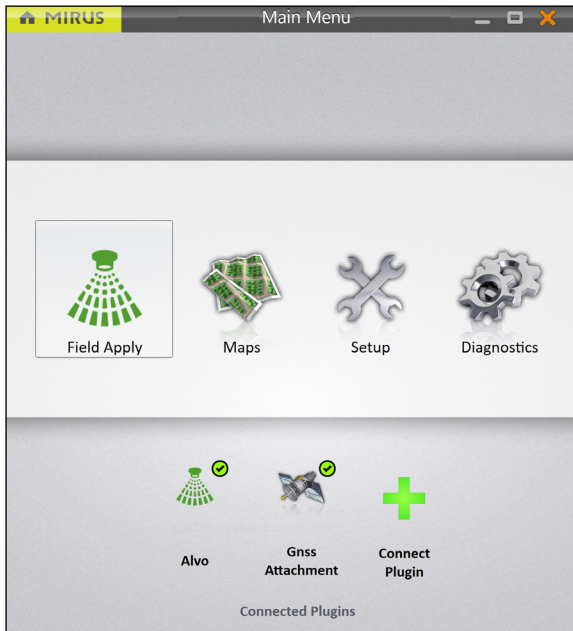 MIRUS Main Menu
Field Apply Maps Setup Diagnostics
Alvo
Gnss
Attachment
Connect
Plugin
Connected Plugins